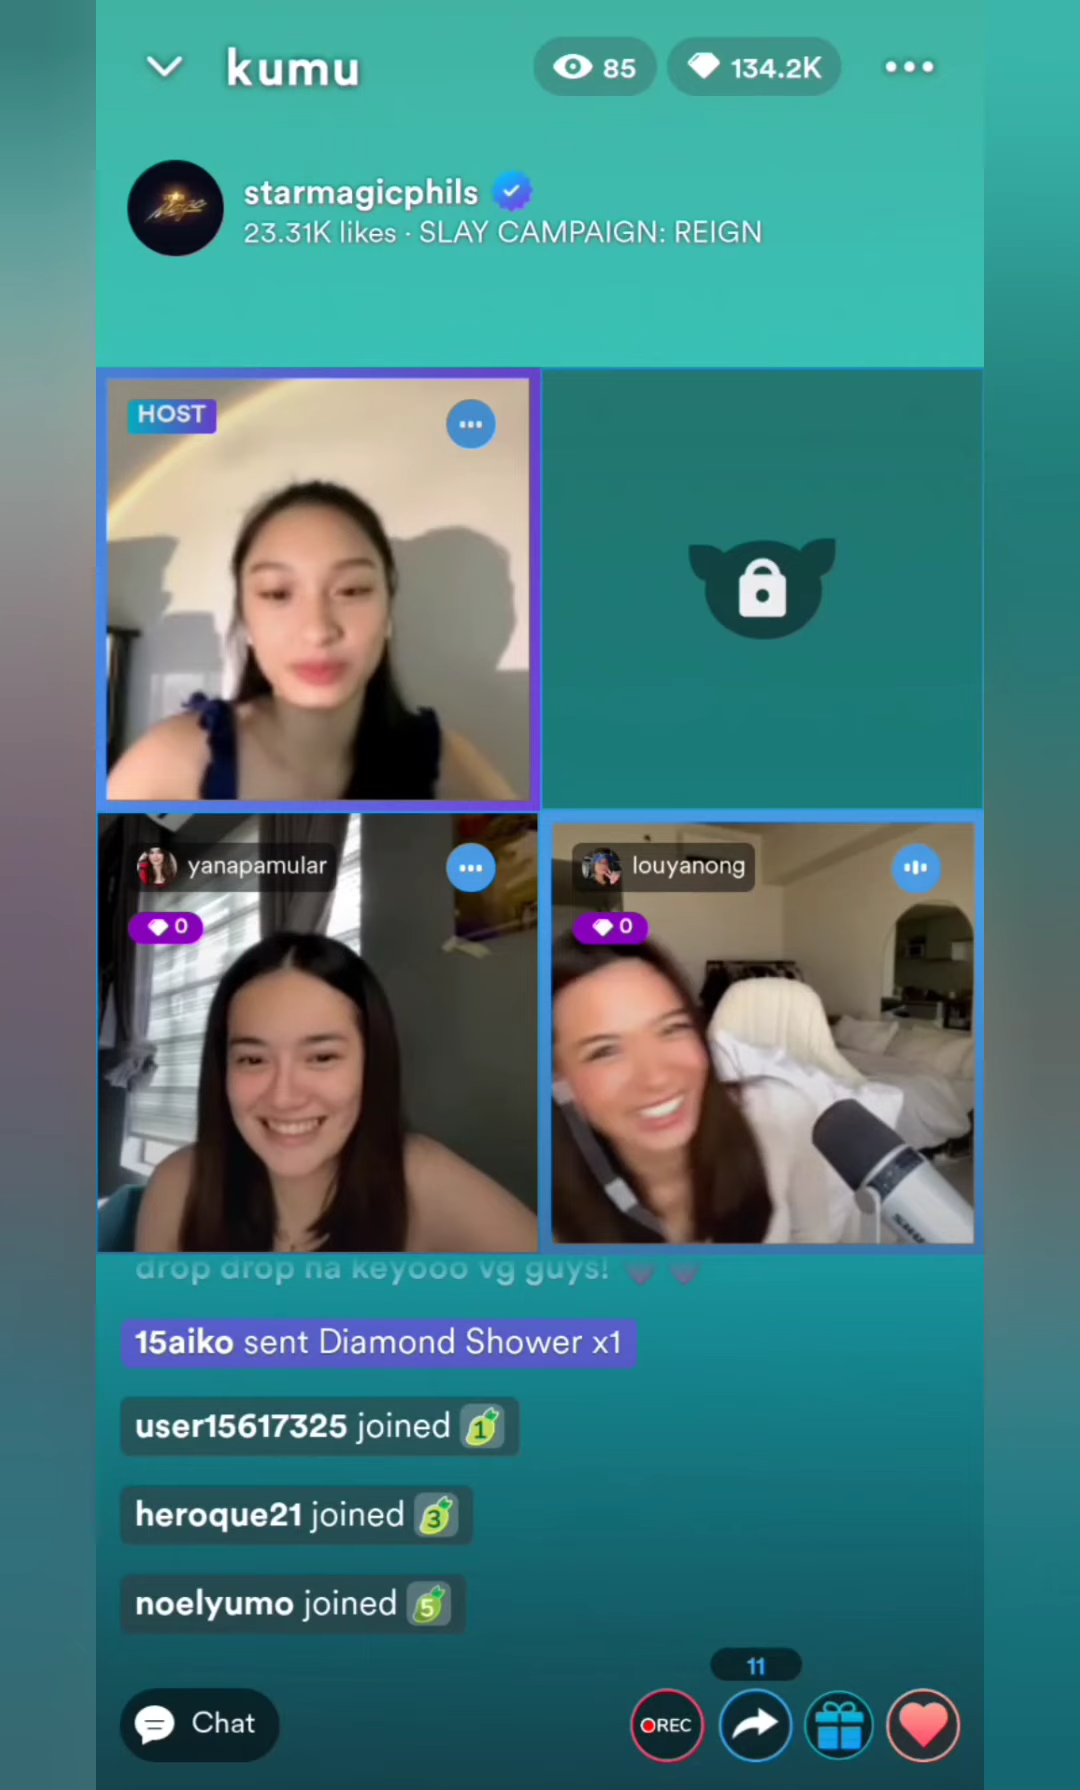 kumu
85
134.2K
starmagicphils
23.31K likes · SLAY CAMPAIGN: REIGN
HOST
yanapamular
0
louyanong
0
drop drop na keyooo vg guys!
15aiko sent Diamond Shower x1
user15617325 joined 1
heroque21 joined 3
noelyumo joined 5
11
Chat
REC